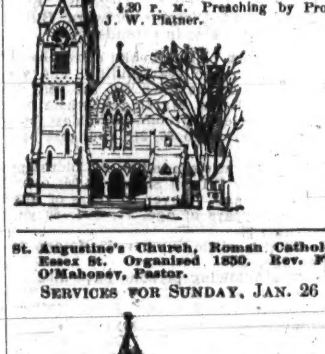 4.30 P. M. Preaching by Pro
J. W. Platner.
St. Augustine's Church, Roman Cathol
Essex St. Organized 1850. Rev. F
O'Mahoney, Pastor.
SERVICES FOR SUNDAY, JAN. 26